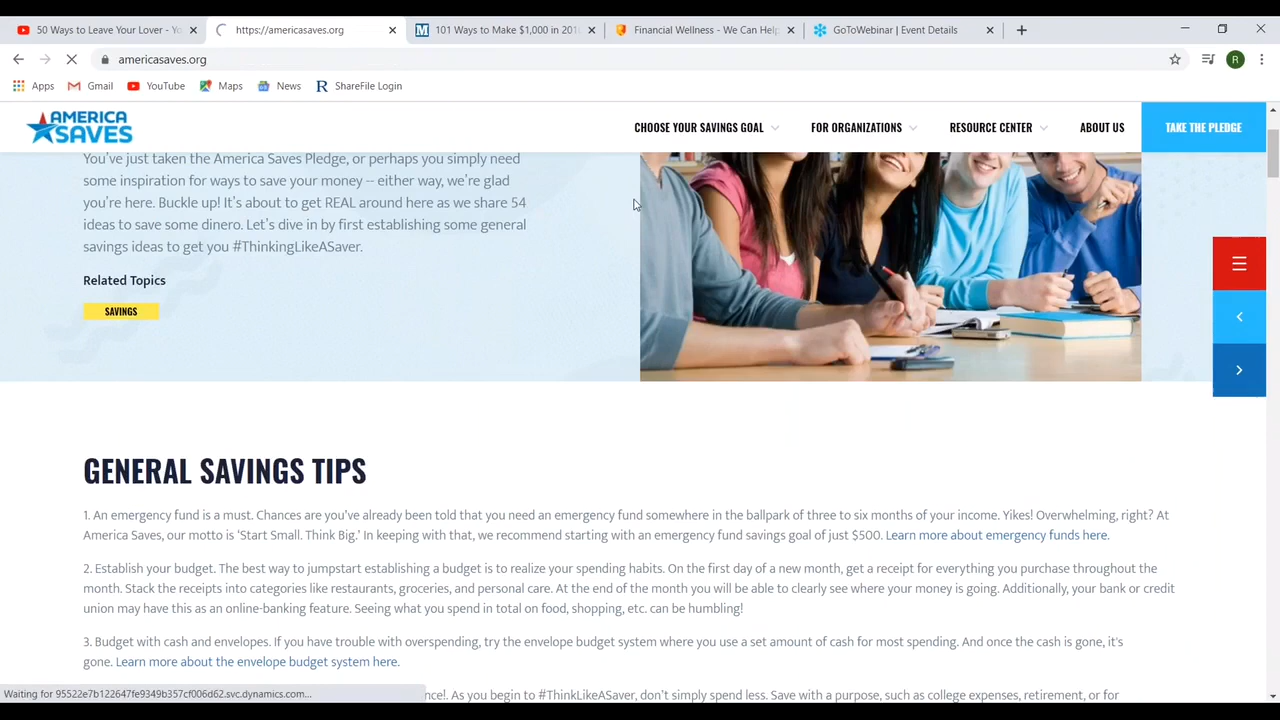 50 Ways to Leave Your Lover - Yo
https://americasaves.org
101 Ways to Make $1,000 in 201
Financial Wellness - We Can Help
GoToWebinar | Event Details
americasaves.org
R
Apps
Gmail
YouTube
Maps
News
R ShareFile Login
AMERICA
SAVES
CHOOSE YOUR SAVINGS GOAL
FOR ORGANIZATIONS
RESOURCE CENTER
ABOUT US
TAKE THE PLEDGE
You've just taken the America Saves Pledge, or perhaps you simply need
some inspiration for ways to save your money -- either way, we're glad
you're here. Buckle up! It's about to get REAL around here as we share 54
ideas to save some dinero. Let's dive in by first establishing some general
savings ideas to get you #ThinkingLikeASaver.
Related Topics
SAVINGS
GENERAL SAVINGS TIPS
1. An emergency fund is a must. Chances are you've already been told that you need an emergency fund somewhere in the ballpark of three to six months of your income. Yikes! Overwhelming, right? At
America Saves, our motto is 'Start Small. Think Big.' In keeping with that, we recommend starting with an emergency fund savings goal of just $500. Learn more about emergency funds here.
2. Establish your budget. The best way to jumpstart establishing a budget is to realize your spending habits. On the first day of a new month, get a receipt for everything you purchase throughout the
month. Stack the receipts into categories like restaurants, groceries, and personal care. At the end of the month you will be able to clearly see where your money is going. Additionally, your bank or credit
union may have this as an online-banking feature. Seeing what you spend in total on food, shopping, etc. can be humbling!
3. Budget with cash and envelopes. If you have trouble with overspending, try the envelope budget system where you use a set amount of cash for most spending. And once the cash is gone, it's
gone. Learn more about the envelope budget system here.
Waiting for 95522e7b122647fe9349b357cf006d62.svc.dynamics.com...
nce!. As you begin to #ThinkLikeASaver, don't simply spend less. Save with a purpose, such as college expenses, retirement, or for